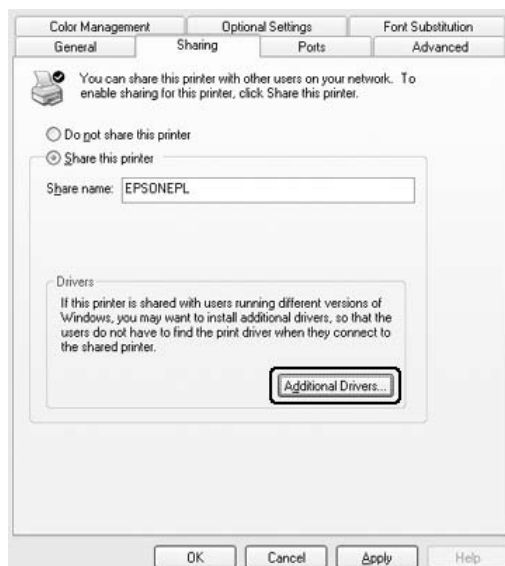 Color Management Optional Settings Font Substitution
General Sharing Ports Advanced
You can share this printer with other users on your network. To
enable sharing for this printer, click Share this printer.
Do not share this printer
Share this printer
Share name: EPSONEPL
Drivers
If this printer is shared with users running different versions of
Windows, you may want to install additional drivers, so that the
users do not have to find the print driver when they connect to
the shared printer.
Additional Drivers...
OK Cancel Apply Help